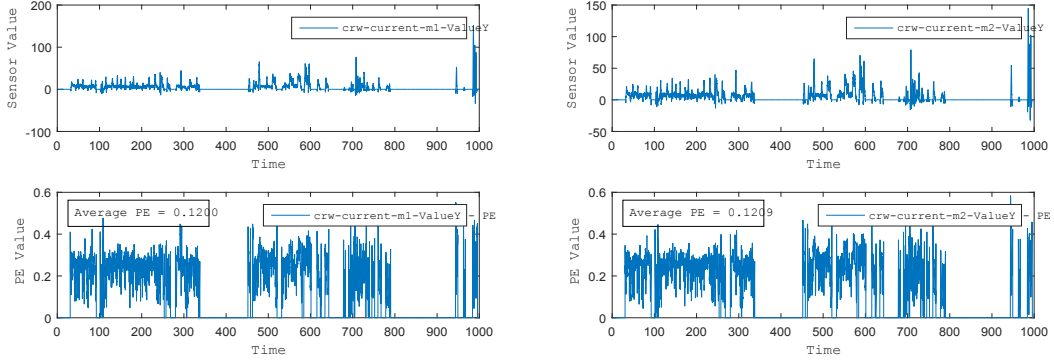 200
100
0
-100
Sensor Value
crw-current-m1-ValueY
0 100 200 300 400 500 600 700 800 900 1000
Time
150
100
50
0
-50
Sensor Value
crw-current-m2-ValueY
0 100 200 300 400 500 600 700 800 900 1000
Time
0.6
0.4
0.2
0
PE Value
Average PE = 0.1200
crw-current-m1-ValueY - PE
0 100 200 300 400 500 600 700 800 900 1000
Time
0.6
0.4
0.2
0
PE Value
Average PE = 0.1209
crw-current-m2-ValueY - PE
0 100 200 300 400 500 600 700 800 900 1000
Time